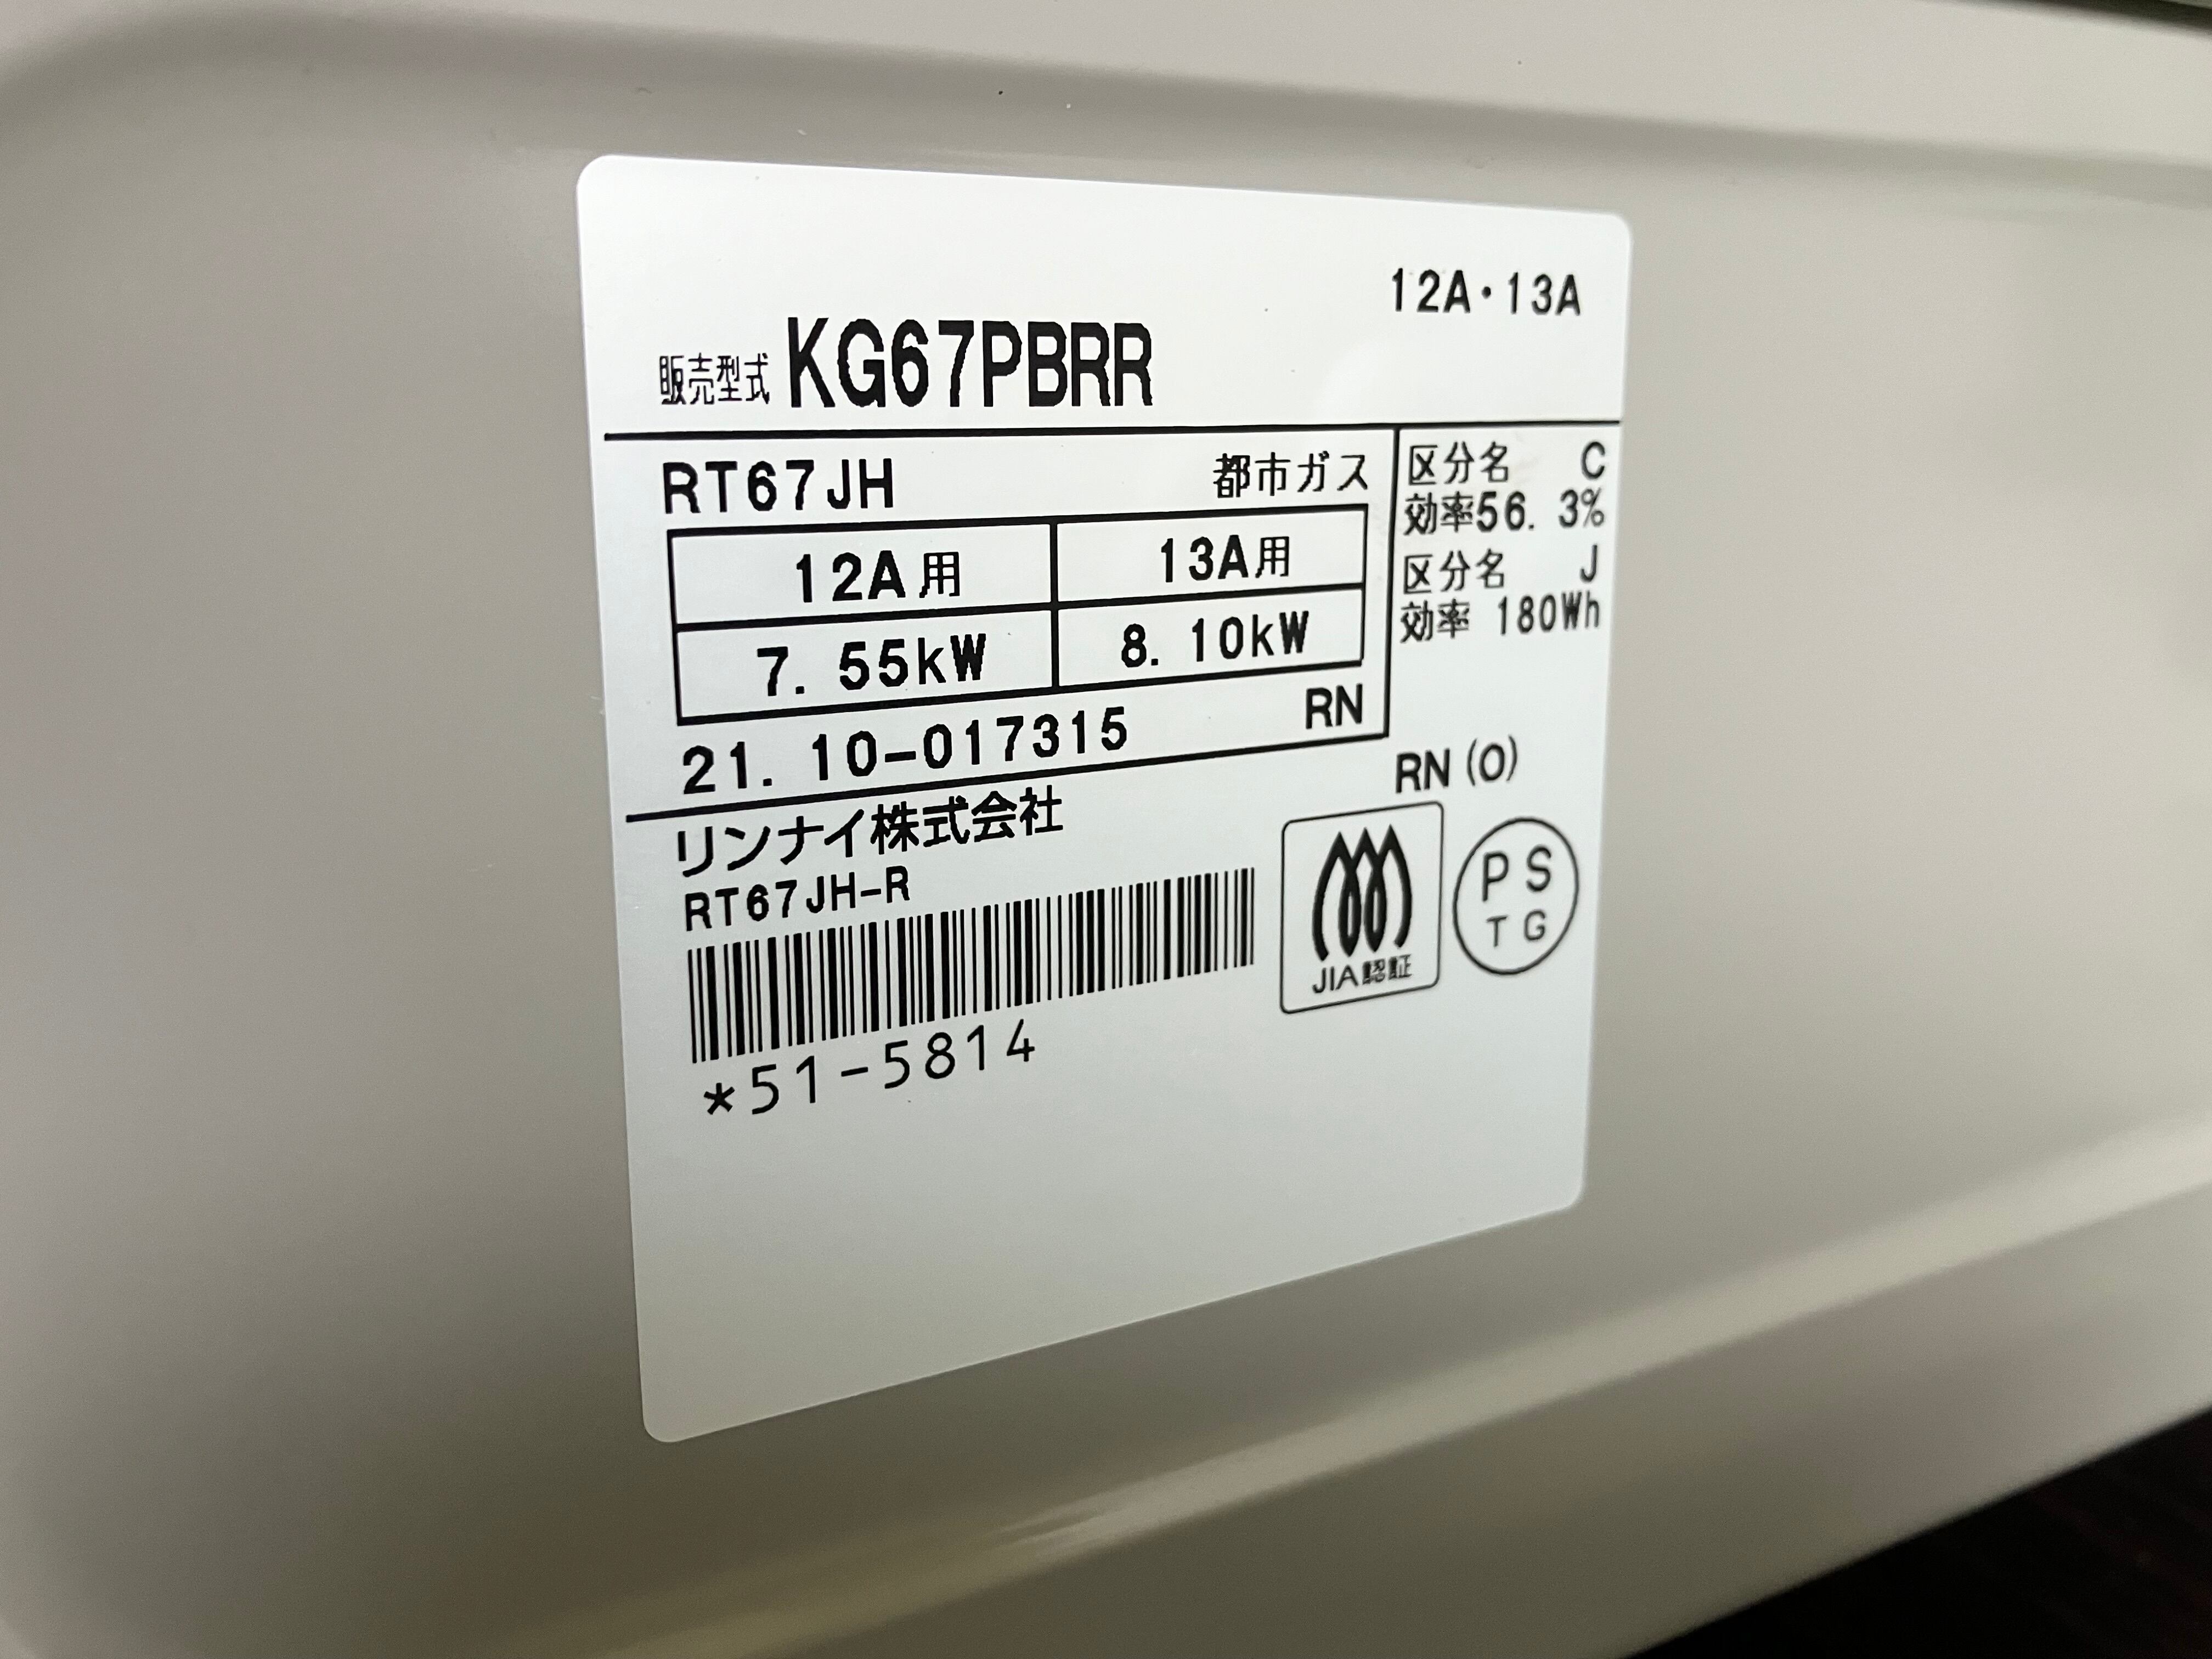 12A・13A
販売型式 KG67PBRR
RT67JH 都市ガス
12A用 13A用
7.55kW 8.10kW
21.10-017315 RN
区分名 C
効率56.3%
区分名 J
効率 180Wh
RN(O)
リンナイ株式会社
RT67JH-R
*51-5814
JIA認証
PS
TG